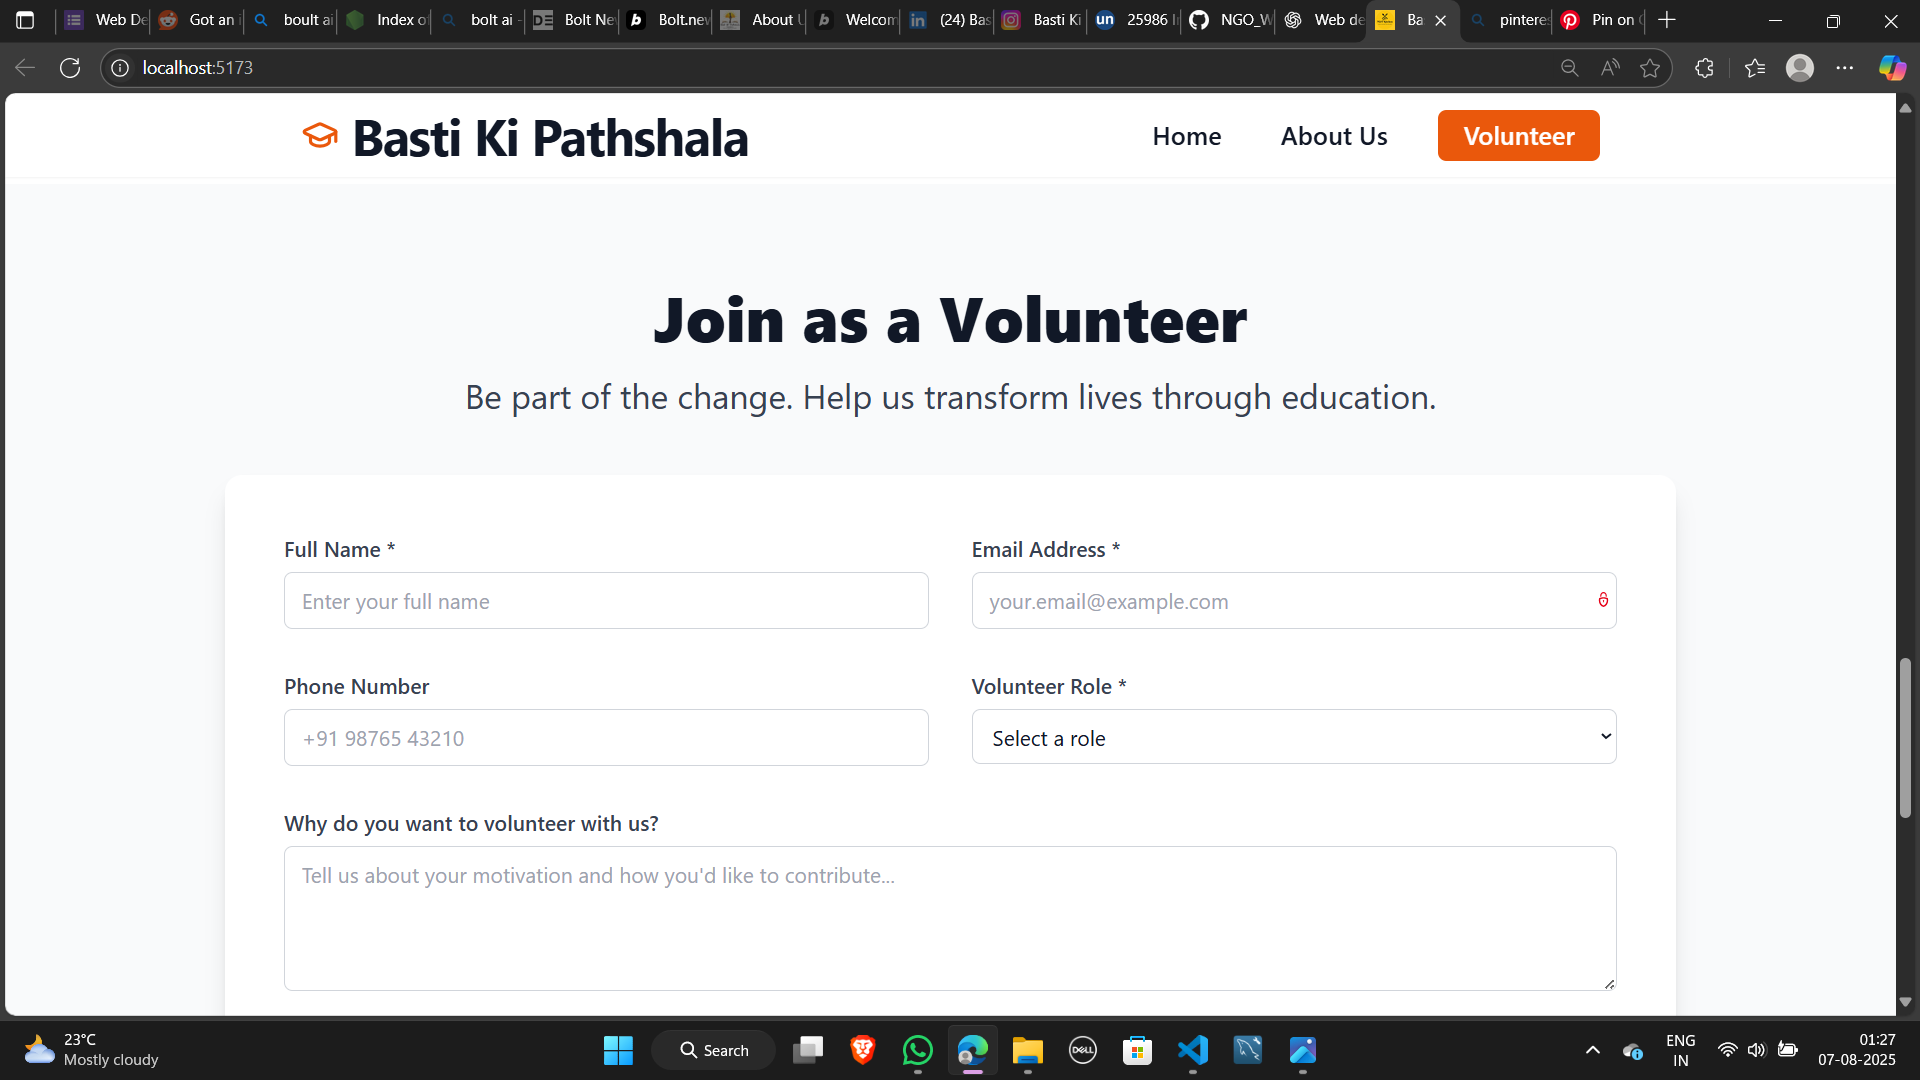 Web De
Got an i
boult ai
Index of
bolt ai -
Bolt Ne
Bolt.new
About U
Welcom
(24) Bas
Basti Ki
25986 I
NGO_W
Web de
Ba
pinteres
Pin on
localhost:5173
Basti Ki Pathshala
Home
About Us
Volunteer
Join as a Volunteer
Be part of the change. Help us transform lives through education.
Full Name *
Email Address *
Enter your full name
your.email@example.com
Phone Number
Volunteer Role *
+91 98765 43210
Select a role
Why do you want to volunteer with us?
Tell us about your motivation and how you'd like to contribute...
23°C
Mostly cloudy
Search
DELL
ENG
IN
01:27
07-08-2025